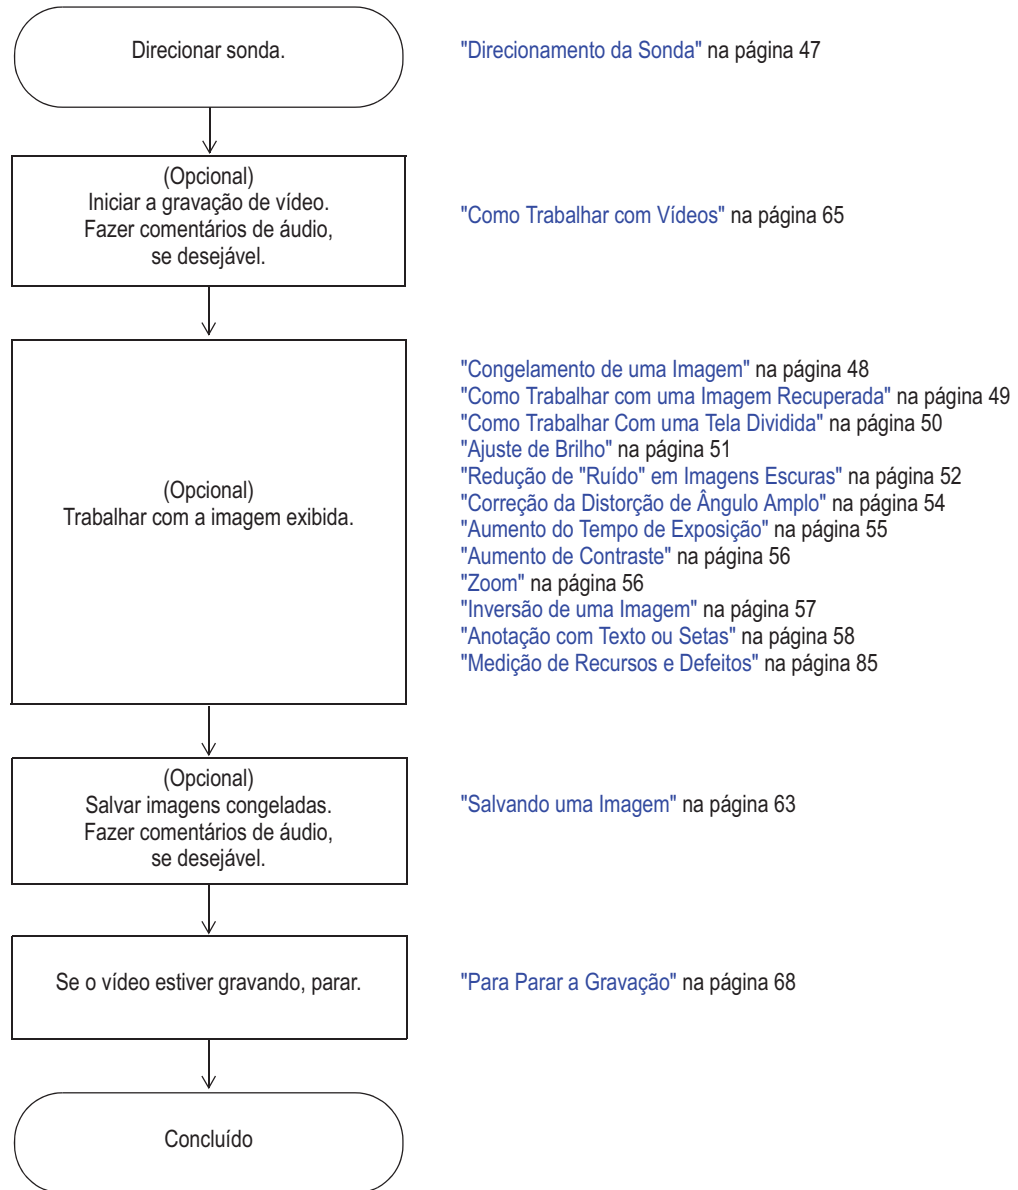 Direcionar sonda.
"Direcionamento da Sonda" na página 47
(Opcional)
Iniciar a gravação de vídeo.
Fazer comentários de áudio,
se desejável.
"Como Trabalhar com Vídeos" na página 65
(Opcional)
Trabalhar com a imagem exibida.
"Congelamento de uma Imagem" na página 48
"Como Trabalhar com uma Imagem Recuperada" na página 49
"Como Trabalhar Com uma Tela Dividida" na página 50
"Ajuste de Brilho" na página 51
"Redução de "Ruído" em Imagens Escuras" na página 52
"Correção da Distorção de Ângulo Amplo" na página 54
"Aumento do Tempo de Exposição" na página 55
"Aumento de Contraste" na página 56
"Zoom" na página 56
"Inversão de uma Imagem" na página 57
"Anotação com Texto ou Setas" na página 58
"Medição de Recursos e Defeitos" na página 85
(Opcional)
Salvar imagens congeladas.
Fazer comentários de áudio,
se desejável.
"Salvando uma Imagem" na página 63
Se o vídeo estiver gravando, parar.
"Para Parar a Gravação" na página 68
Concluído